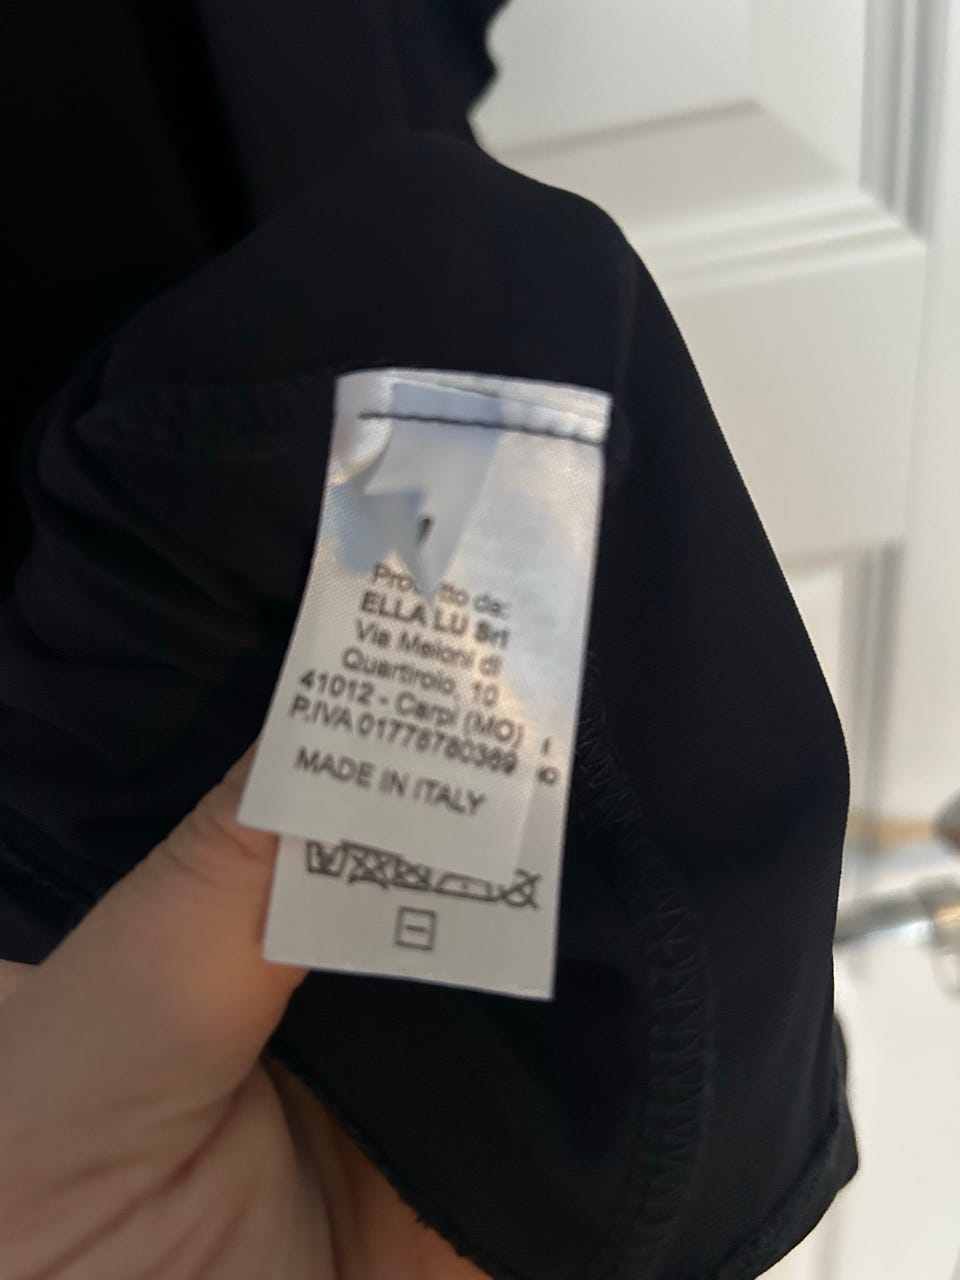 Prodotto da:
ELLA LU Srl
Via Meloni di
Quartirolo, 10
41012 - Carpi (MO)
P.IVA 01776780369
MADE IN ITALY